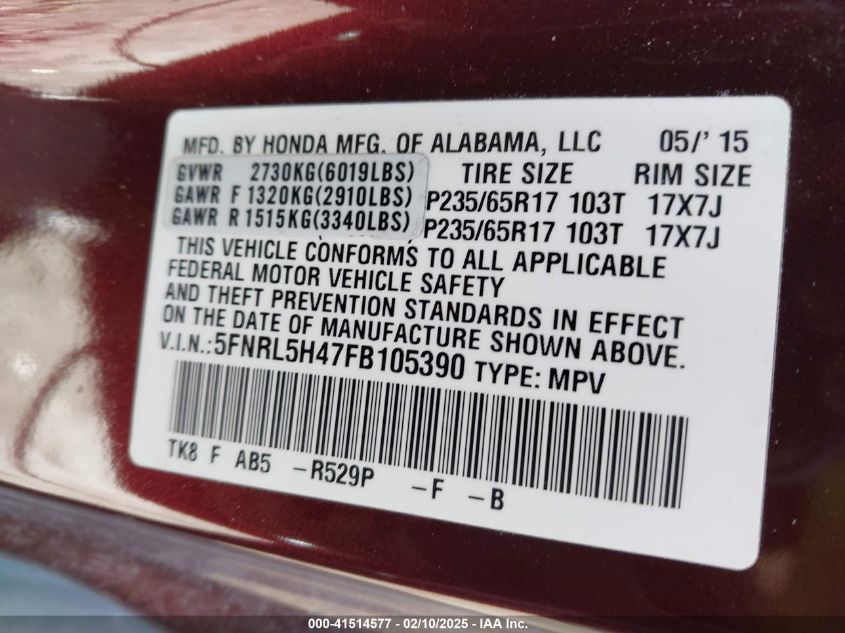 MFD. BY HONDA MFG. OF ALABAMA, LLC 05/' 15
GVWR 2730KG(6019LBS) TIRE SIZE RIM SIZE
GAWR F 1320KG(2910LBS) P235/65R17 103T 17X7J
GAWR R 1515KG(3340LBS) P235/65R17 103T 17X7J
THIS VEHICLE CONFORMS TO ALL APPLICABLE
FEDERAL MOTOR VEHICLE SAFETY
AND THEFT PREVENTION STANDARDS IN EFFECT
ON THE DATE OF MANUFACTURE SHOWN ABOVE.
V.I.N.:5FNRL5H47FB105390 TYPE: MPV
TK8 F AB5 -R529P -F -B
000-41514577 - 02/10/2025 - IAA Inc.